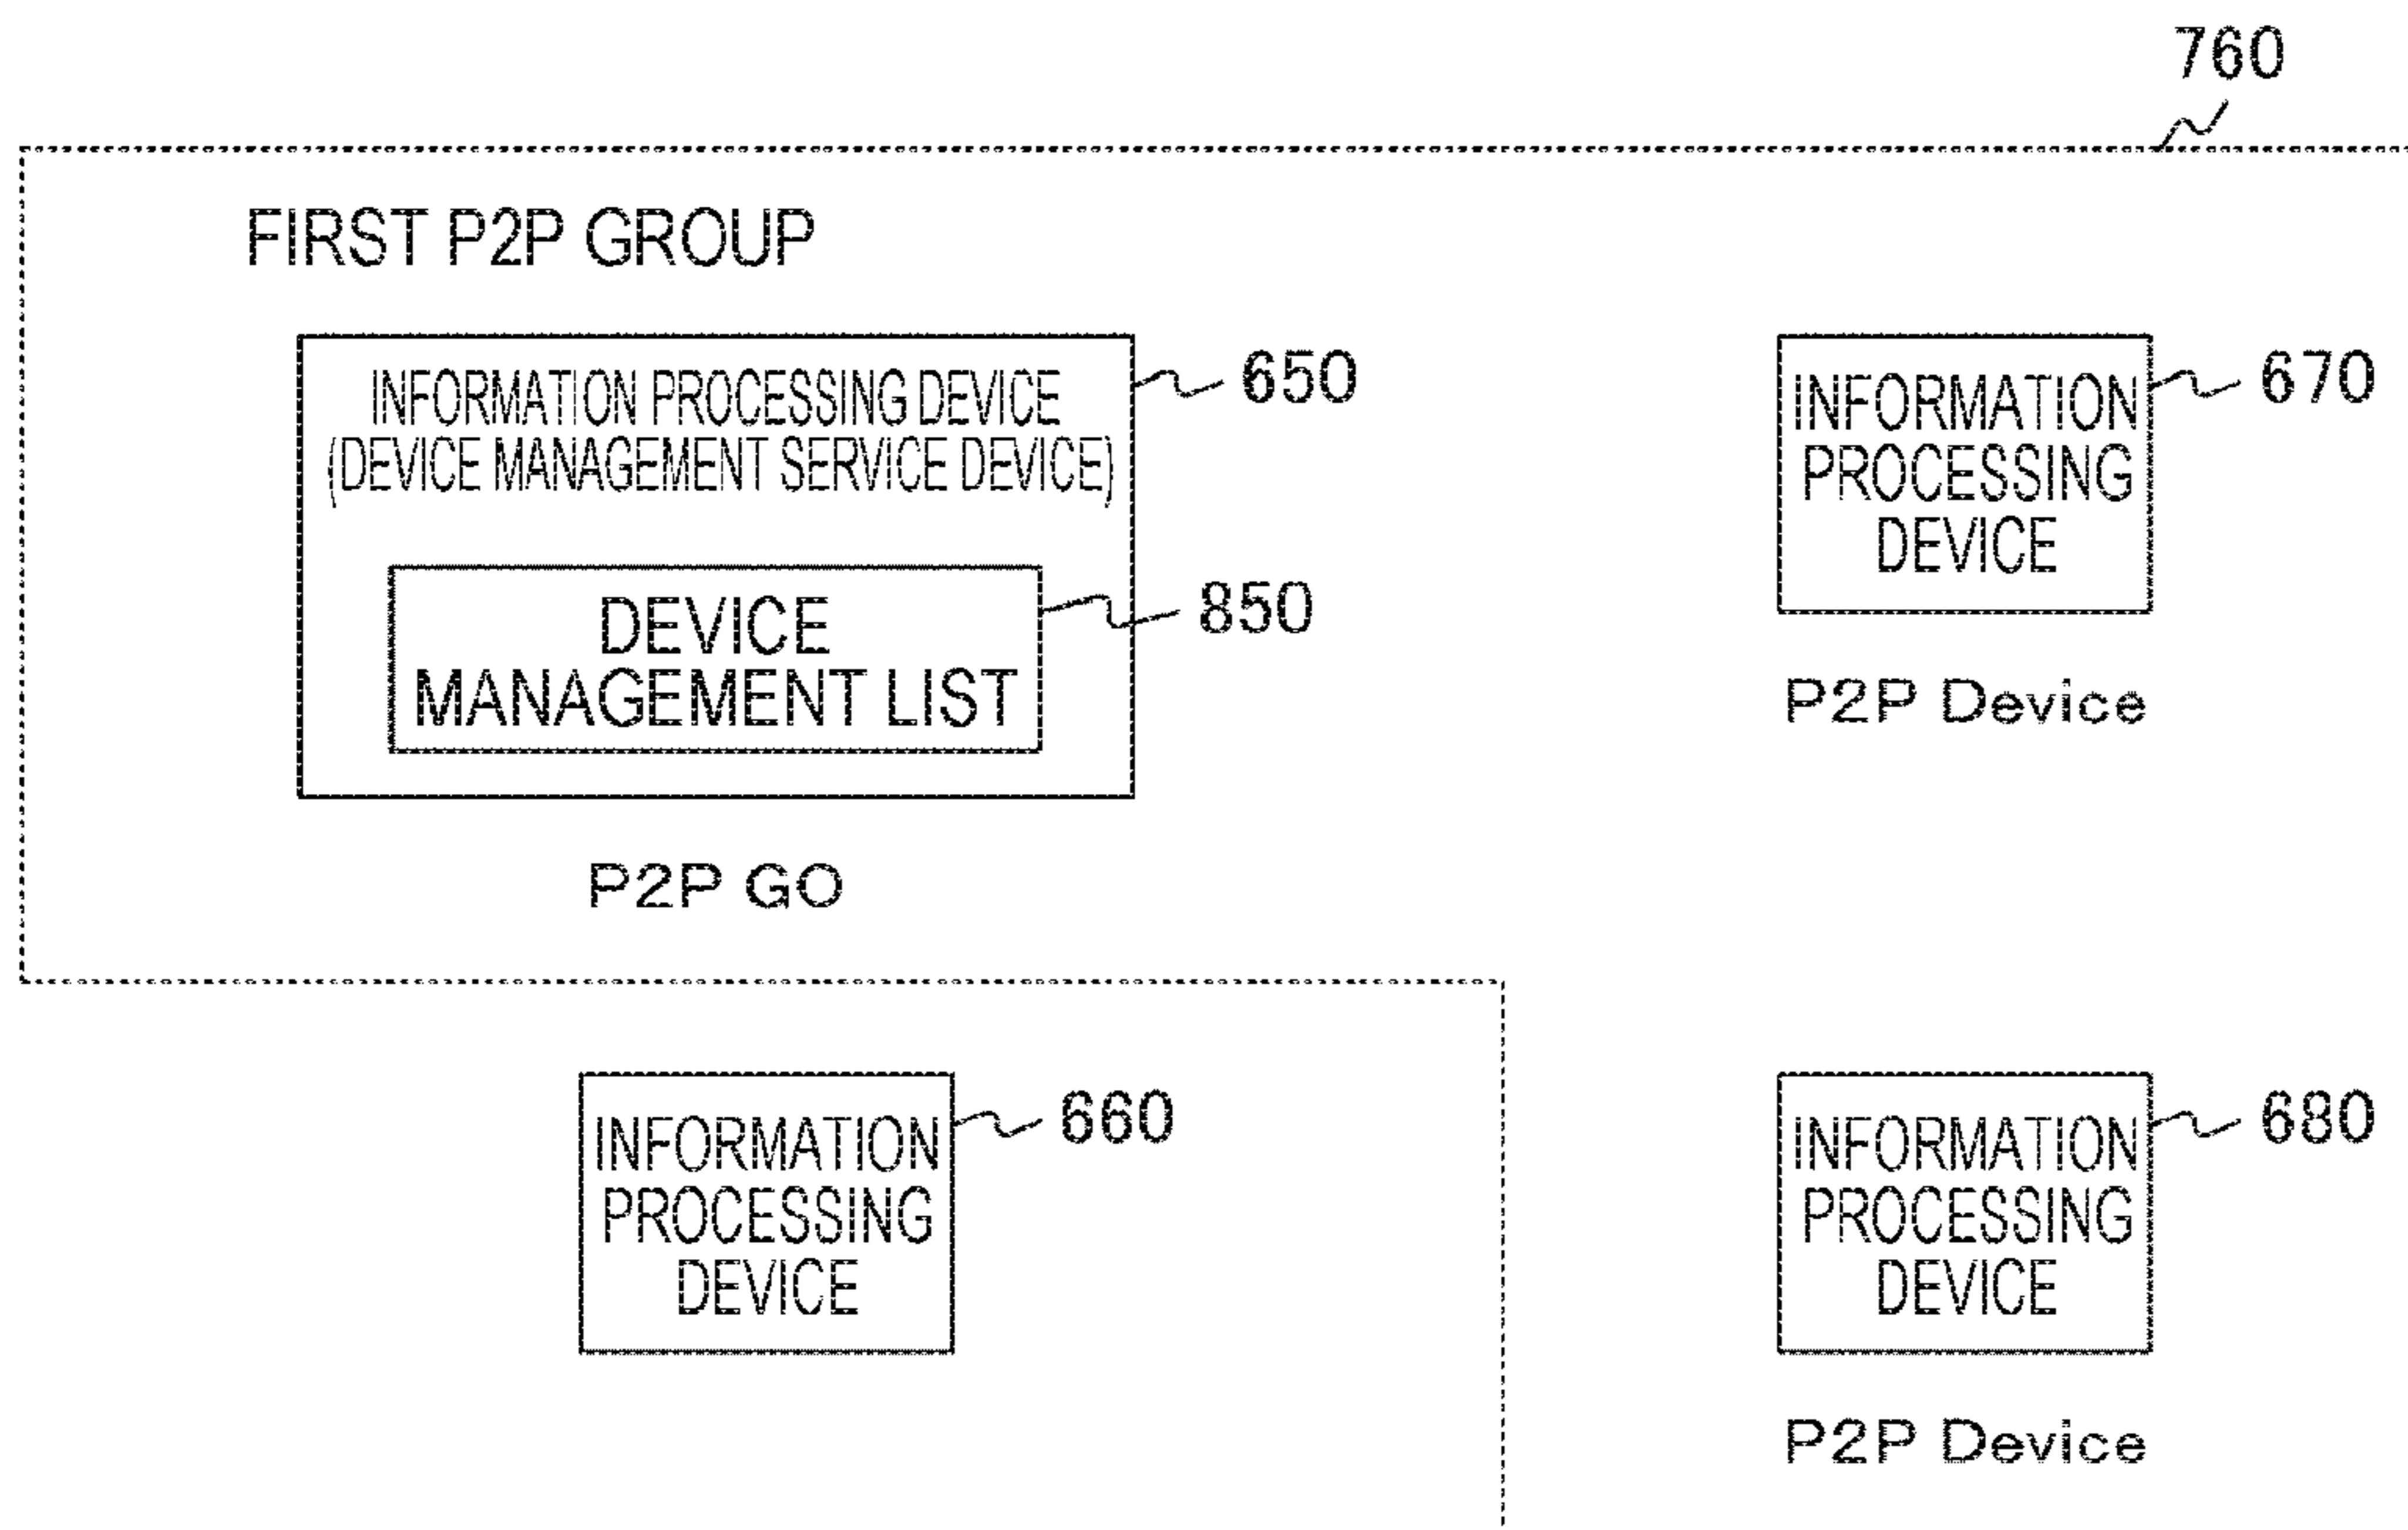 760
FIRST P2P GROUP
INFORMATION PROCESSING DEVICE
(DEVICE MANAGEMENT SERVICE DEVICE)
650
DEVICE
MANAGEMENT LIST
850
P2P GO
INFORMATION
PROCESSING
DEVICE
670
P2P Device
INFORMATION
PROCESSING
DEVICE
660
INFORMATION
PROCESSING
DEVICE
680
P2P Device